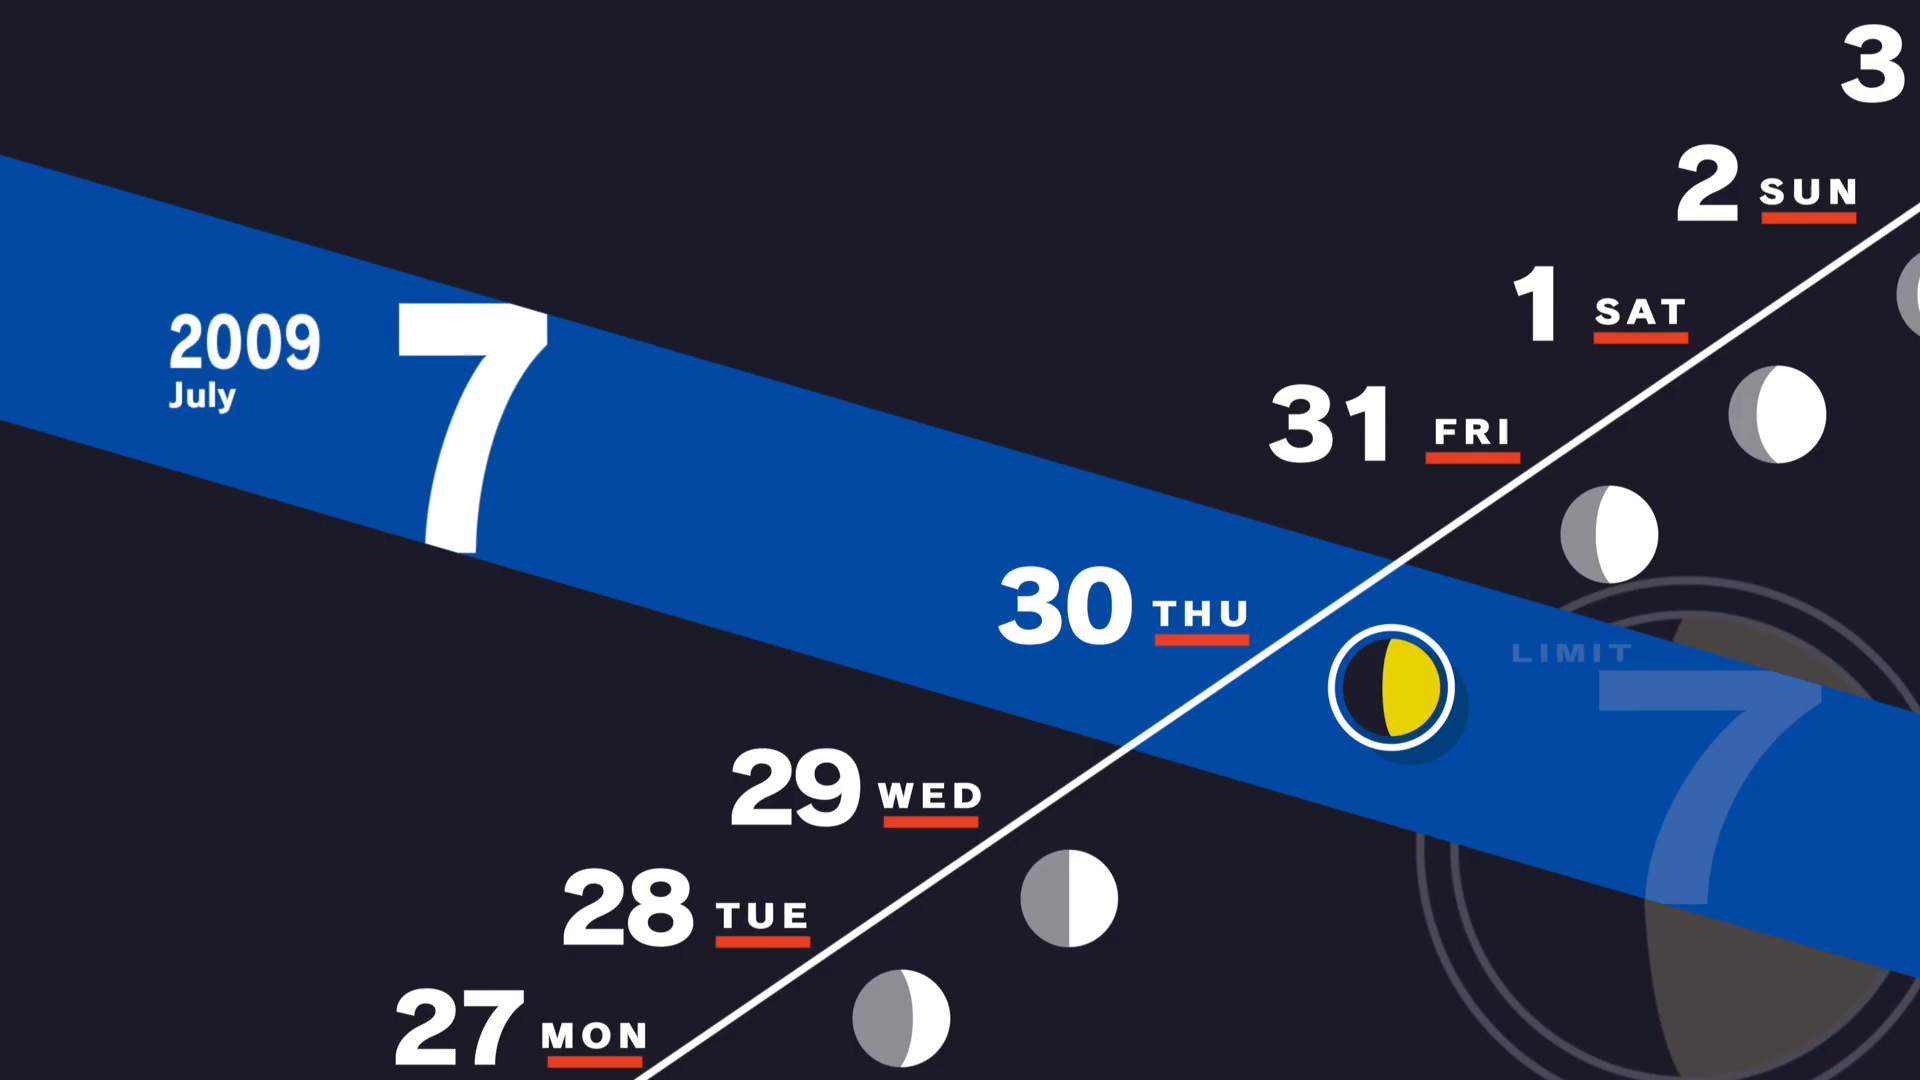 3
2 SUN
1 SAT
31 FRI
2009
July
7
30 THU
LIMIT
7
29 WED
28 TUE
27 MON